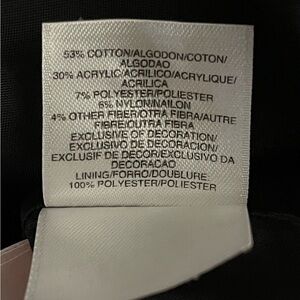 53% COTTON/ALGODON/COTON/
ALGODAO
30% ACRYLIC/ACRILICO/ACRYLIQUE/
ACRILICA
7% POLYESTER/POLIESTER
6% NYLON/NAILON
4% OTHER FIBER/OTRA FIBRA/AUTRE
FIBRE/OUTRA FIBRA
EXCLUSIVE OF DECORATION/
EXCLUSIVO DE DECORACION/
EXCLUSIF DE DECOR/EXCLUSIVO DA
DECORACAO
LINING/FORRO/DOUBLURE:
100% POLYESTER/POLIESTER